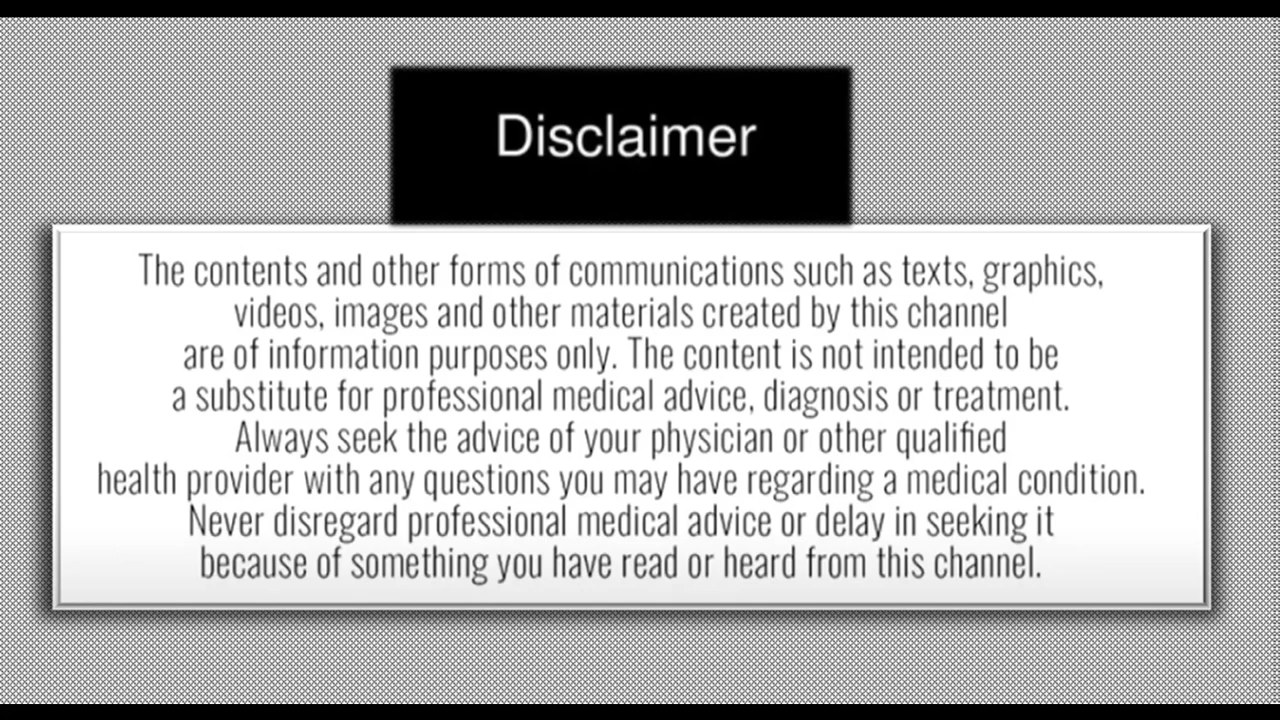 Disclaimer
The contents and other forms of communications such as texts, graphics,
videos, images and other materials created by this channel
are of information purposes only. The content is not intended to be
a substitute for professional medical advice, diagnosis or treatment.
Always seek the advice of your physician or other qualified
health provider with any questions you may have regarding a medical condition.
Never disregard professional medical advice or delay in seeking it
because of something you have read or heard from this channel.